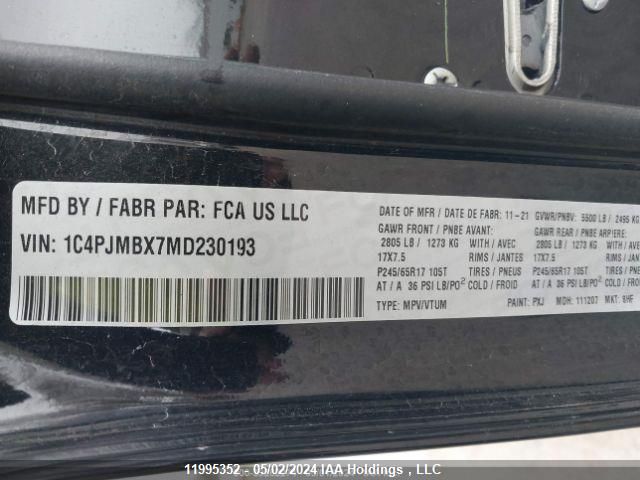 MFD BY / FABR PAR: FCA US LLC
VIN: 1C4PJMBX7MD230193
DATE OF MFR / DATE DE FABR: 11-21 GVWR/PNBV: 5500 LB / 2495 KG
GAWR FRONT / PNBE AVANT: GAWR REAR / PNBE ARPIERE:
2805 LB / 1273 KG WITH / AVEC 2805 LB / 1273 KG
17X7.5 RIMS / JANTES 17X7.5
P245/65R17 105T TIRES / PNEUS P245/65R17 105T
AT / A 36 PSI LB/PO² COLD / FROID AT / A 36 PSI LB/PO²
TYPE: MPV/VTUM PAINT: PXJ MDH: 111207 MKT: 8HF
11995352 - 05/02/2024 IAA Holdings , LLC